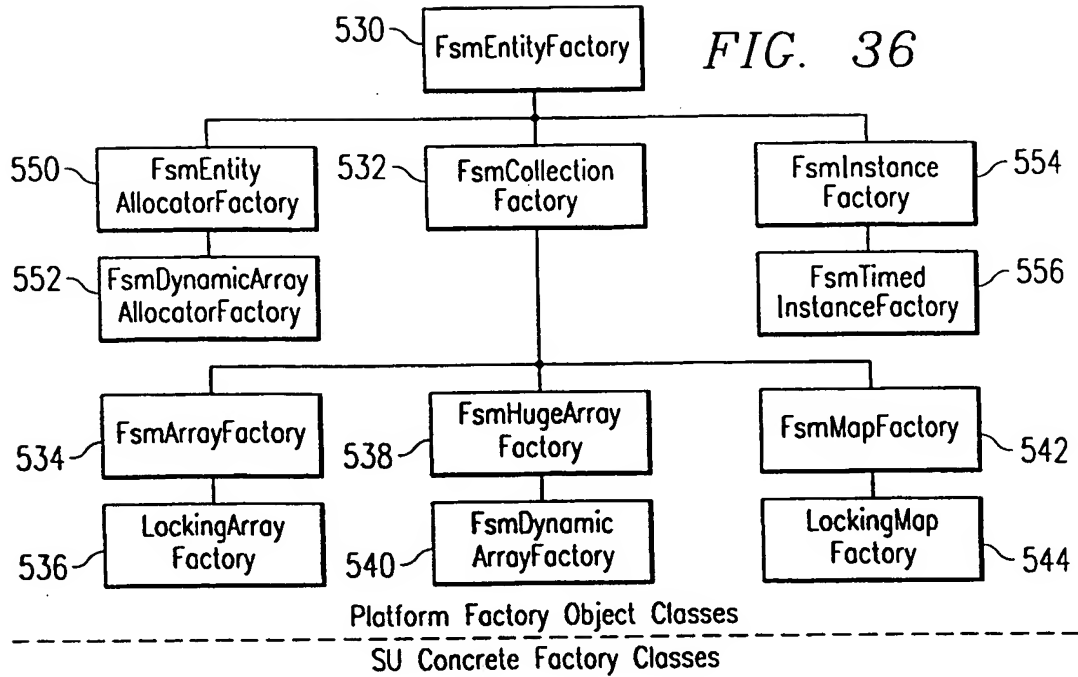 530
FsmEntityFactory
FIG. 36
550
FsmEntity
AllocatorFactory
532
FsmCollection
Factory
FsmInstance
Factory
554
552
FsmDynamicArray
AllocatorFactory
FsmTimed
InstanceFactory
556
534
FsmArrayFactory
538
FsmHugeArray
Factory
FsmMapFactory
542
536
LockingArray
Factory
540
FsmDynamic
ArrayFactory
LockingMap
Factory
544
Platform Factory Object Classes
SU Concrete Factory Classes